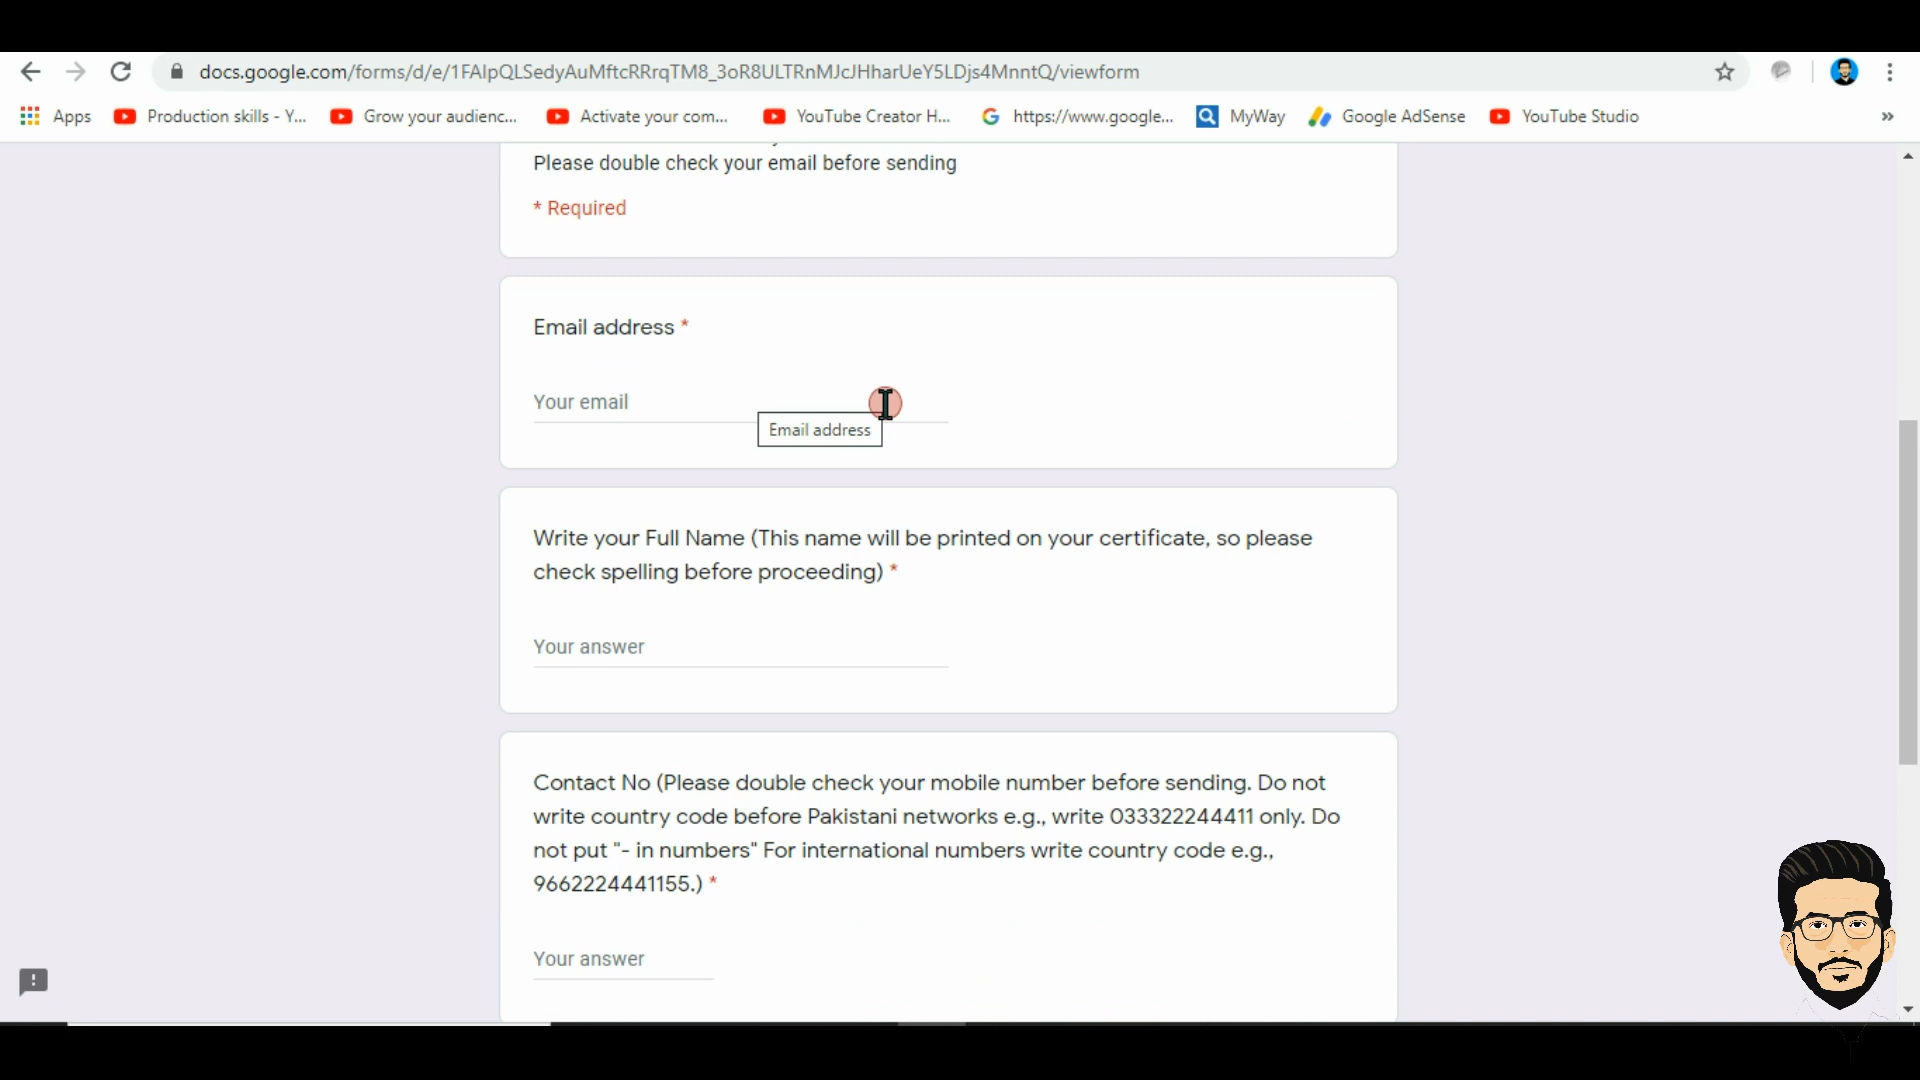 docs.google.com/forms/d/e/1FAIpQLSedyAuMftcRRrqTM8_3oR8ULTRnMJcJHharUeY5LDjs4MnntQ/viewform
Apps Production skills - Y... Grow your audienc... Activate your com... YouTube Creator H... https://www.google... MyWay Google AdSense YouTube Studio »
Please double check your email before sending
* Required
Email address *
Your email
Email address
Write your Full Name (This name will be printed on your certificate, so please
check spelling before proceeding) *
Your answer
Contact No (Please double check your mobile number before sending. Do not
write country code before Pakistani networks e.g., write 033322244411 only. Do
not put "- in numbers" For international numbers write country code e.g.,
9662224441155.) *
Your answer